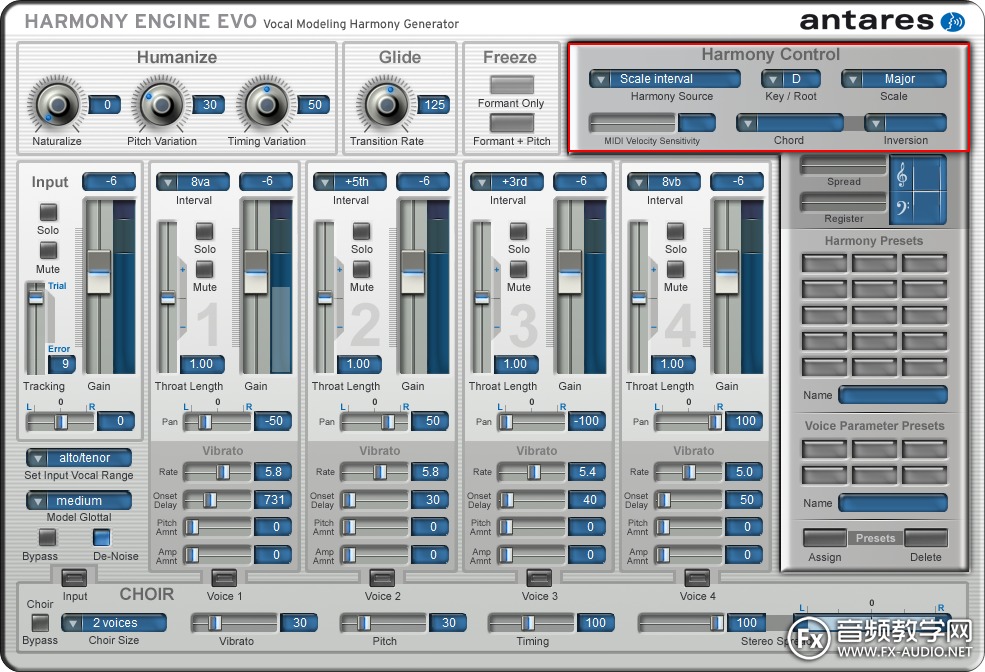 HARMONY ENGINE EVO Vocal Modeling Harmony Generator
antares
Humanize
0
30
50
Naturalize
Pitch Variation
Timing Variation
Glide
125
Transition Rate
Freeze
Formant Only
Formant + Pitch
Harmony Control
Scale interval
D
Major
Harmony Source
Key / Root
Scale
MIDI Velocity Sensitivity
Chord
Inversion
Input
-6
Solo
Mute
Trial
Error
9
Tracking
Gain
L
0
R
0
alto/tenor
Set Input Vocal Range
medium
Model Glottal
Bypass
De-Noise
8va
-6
Interval
Solo
Mute
+
–
1
1.00
Throat Length
Gain
L
0
R
Pan
-50
Vibrato
Rate
5.8
Onset
Delay
731
Pitch
Amnt
0
Amp
Amnt
0
+5th
-6
Interval
Solo
Mute
+
–
2
1.00
Throat Length
Gain
L
0
R
Pan
50
Vibrato
Rate
5.8
Onset
Delay
30
Pitch
Amnt
0
Amp
Amnt
0
+3rd
-6
Interval
Solo
Mute
+
–
3
1.00
Throat Length
Gain
L
0
R
Pan
-100
Vibrato
Rate
5.4
Onset
Delay
40
Pitch
Amnt
0
Amp
Amnt
0
8vb
-6
Interval
Solo
Mute
+
–
4
1.00
Throat Length
Gain
L
0
R
Pan
100
Vibrato
Rate
5.0
Onset
Delay
50
Pitch
Amnt
0
Amp
Amnt
0
Spread
Register
Harmony Presets
Name
Voice Parameter Presets
Name
Presets
Assign
Delete
Input
CHOIR
Voice 1
Voice 2
Voice 3
Voice 4
Choir
Bypass
2 voices
Choir Size
30
Vibrato
30
Pitch
100
Timing
100
Stereo
L
0
R
Fx 音频教学网
WWW.FX-AUDIO.NET